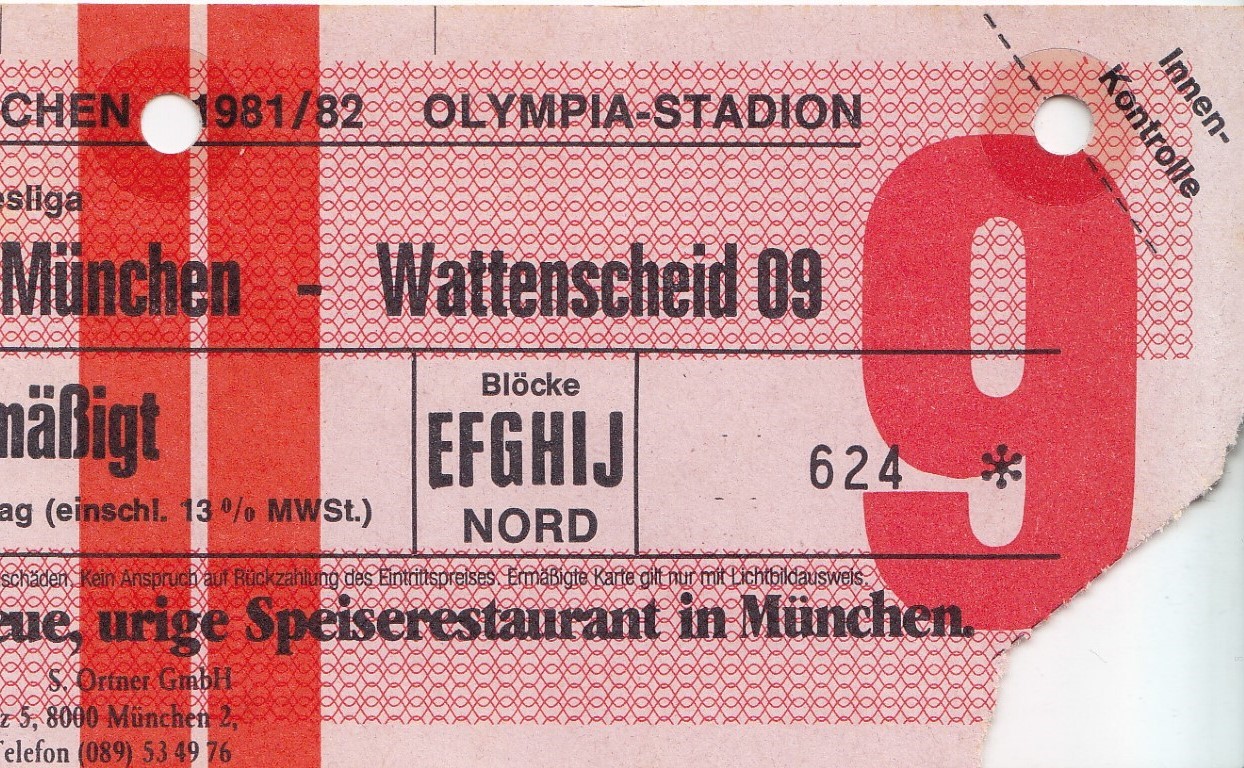 CHEN 1981/82 OLYMPIA-STADION
Innen-
Kontrolle
esliga
München - Wattenscheid 09
9
mäßigt
Blöcke
EFGHIJ
NORD
624 *
ag (einschl. 13 % MWSt.)
schäden. Kein Anspruch auf Rückzahlung des Eintrittspreises. Ermäßigte Karte gilt nur mit Lichtbildausweis.
eue, urige Speiserestaurant in München.
S. Ortner GmbH
z 5, 8000 München 2,
Telefon (089) 53 49 76